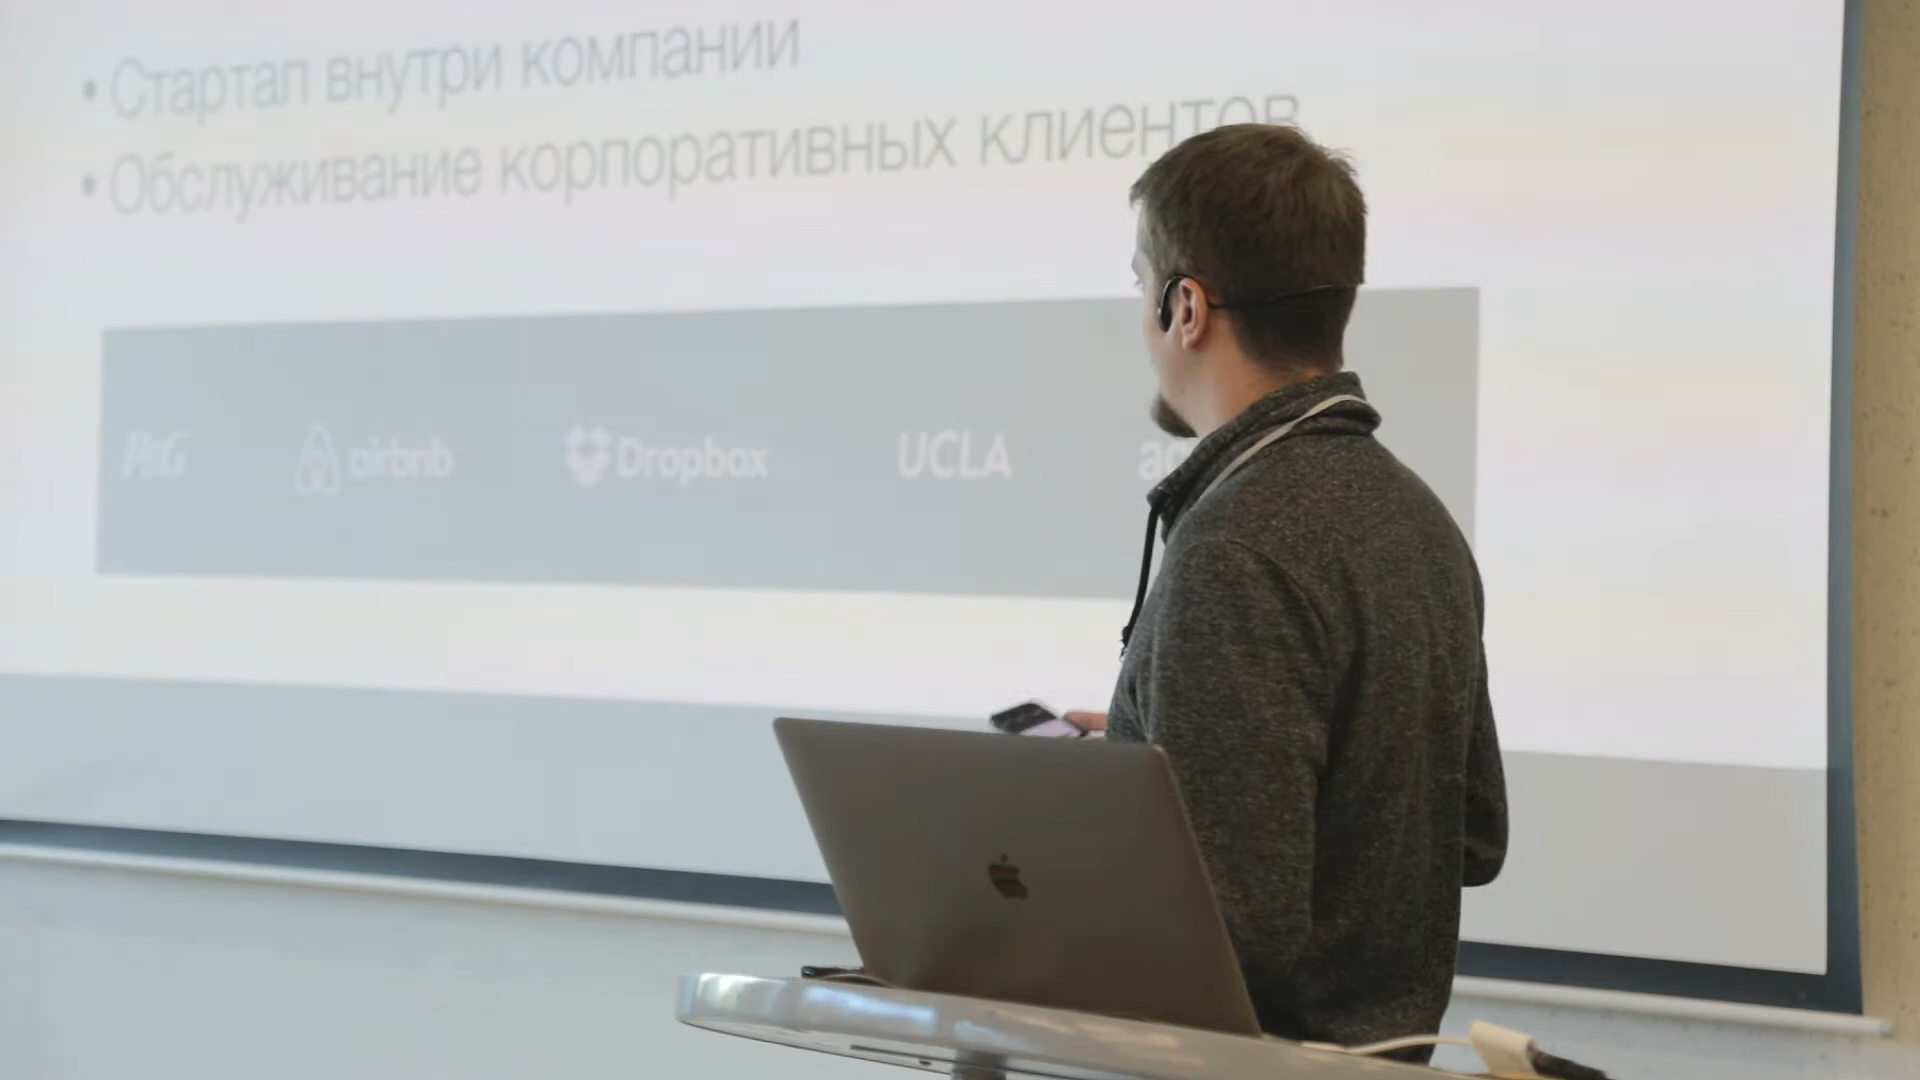 • Стартап внутри компании
• Обслуживание корпоративных клиентов
P&G airbnb Dropbox UCLA